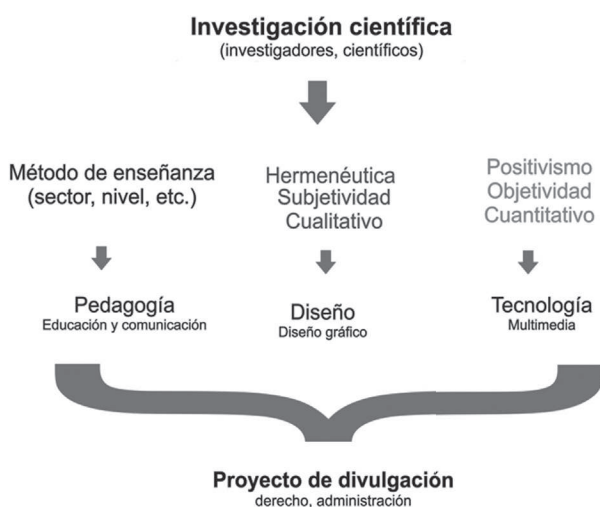 Investigación científica
(investigadores, científicos)
Método de enseñanza
(sector, nivel, etc.)
Hermenéutica
Subjetividad
Cualitativo
Positivismo
Objetividad
Cuantitativo
Pedagogía
Educación y comunicación
Diseño
Diseño gráfico
Tecnología
Multimedia
Proyecto de divulgación
derecho, administración